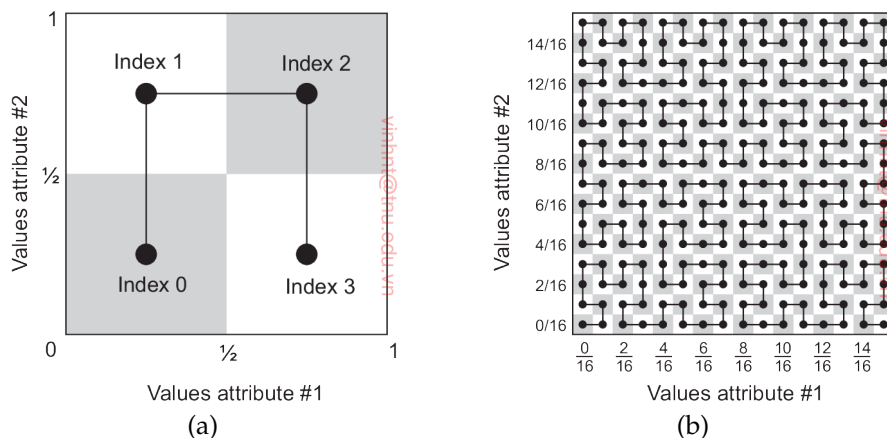 1
Index 1
Index 2
Values attribute #2
½
Index 0
Index 3
0
½
1
Values attribute #1
(a)
vinhnt@tnu.edu.vn
14/16
12/16
10/16
8/16
6/16
4/16
2/16
0/16
Values attribute #2
0/16 2/16 4/16 6/16 8/16 10/16 12/16 14/16
Values attribute #1
(b)